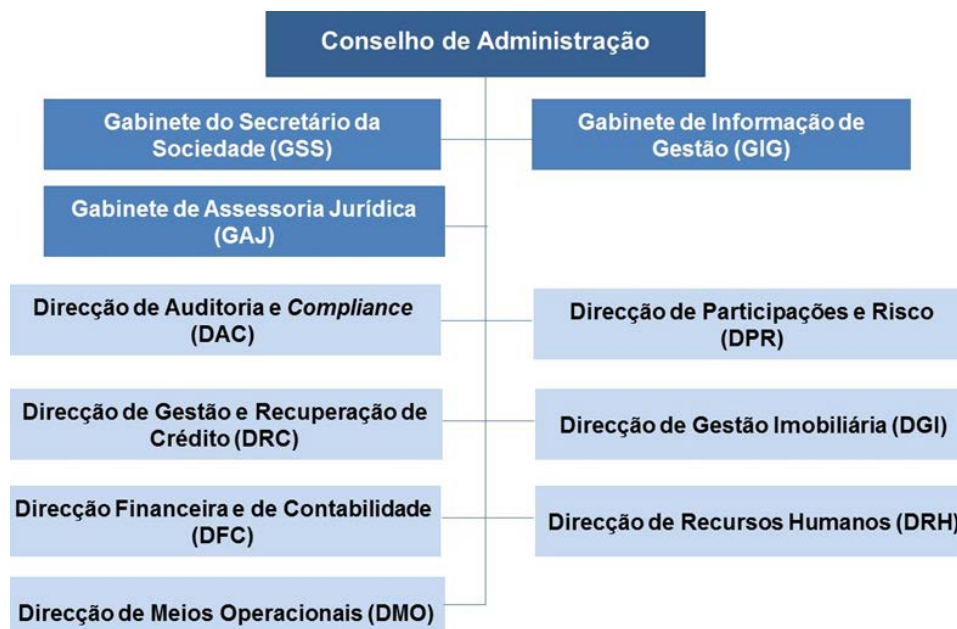 Conselho de Administração
Gabinete do Secretário da
Sociedade (GSS)
Gabinete de Informação de
Gestão (GIG)
Gabinete de Assessoria Jurídica
(GAJ)
Direcção de Auditoria e Compliance
(DAC)
Direcção de Participações e Risco
(DPR)
Direcção de Gestão e Recuperação de
Crédito (DRC)
Direcção de Gestão Imobiliária (DGI)
Direcção Financeira e de Contabilidade
(DFC)
Direcção de Recursos Humanos (DRH)
Direcção de Meios Operacionais (DMO)